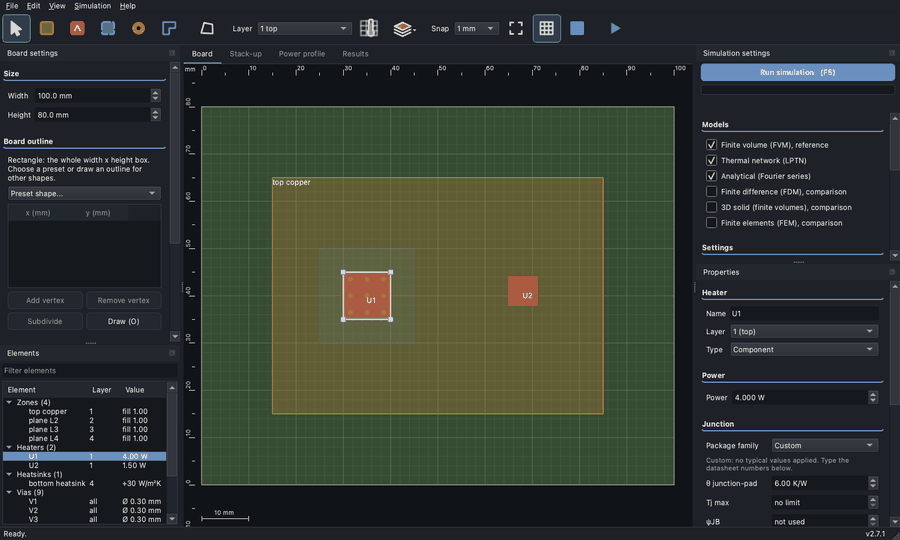 File Edit View Simulation Help
Layer 1 top Snap 1 mm
Board settings
Size
Width 100.0 mm
Height 80.0 mm
Board outline
Rectangle: the whole width x height box.
Choose a preset or draw an outline for
other shapes.
Preset shape...
x (mm) y (mm)
Add vertex Remove vertex
Subdivide Draw (O)
Elements
Filter elements
Element Layer Value
Zones (4)
top copper 1 fill 1.00
plane L2 2 fill 1.00
plane L3 3 fill 1.00
plane L4 4 fill 1.00
Heaters (2)
U1 1 4.00 W
U2 1 1.50 W
Heatsinks (1)
bottom heatsink 4 +30 W/m²K
Vias (9)
V1 all Ø 0.30 mm
V2 all Ø 0.30 mm
V3 all Ø 0.30 mm
Board Stack-up Power profile Results
mm 0 10 20 30 40 50 60 70 80 90 100
80
70
60
50
40
30
20
10
0
10
top copper
U1
U2
10 mm
Simulation settings
Run simulation (F5)
Models
Finite volume (FVM), reference
Thermal network (LPTN)
Analytical (Fourier series)
Finite difference (FDM), comparison
3D solid (finite volumes), comparison
Finite elements (FEM), comparison
Settings
Properties
Heater
Name U1
Layer 1 (top)
Type Component
Power
Power 4.000 W
Junction
Package family Custom
Custom: no typical values applied. Type the
datasheet numbers below.
θ junction-pad 6.00 K/W
Tj max no limit
ψJB not used
Ready.
v2.7.1